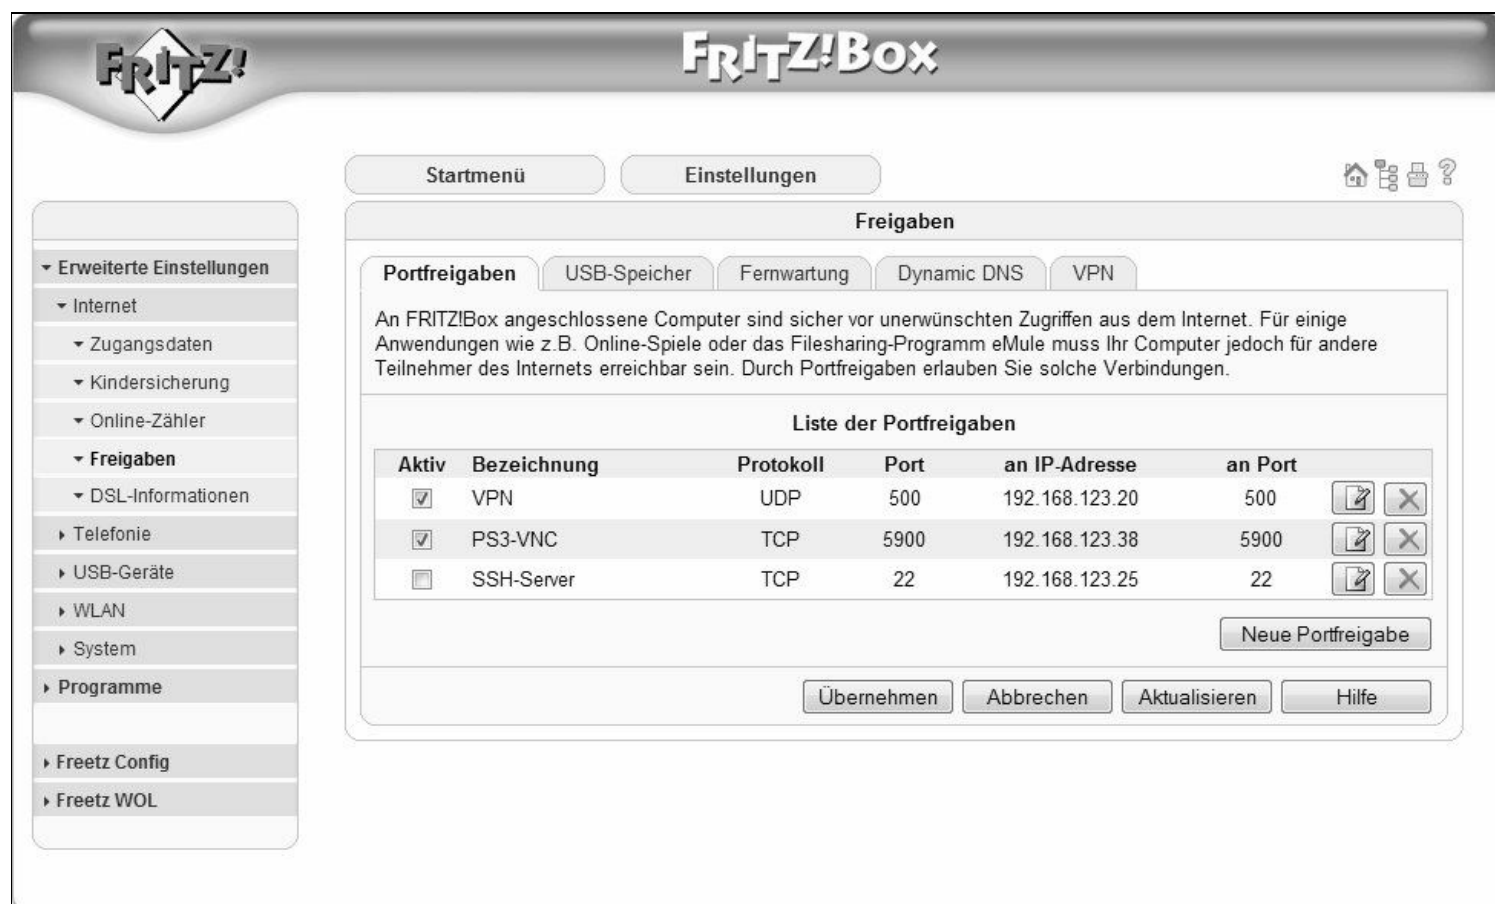 FRITZ!
FRITZ!Box
Startmenü
Einstellungen
Freigaben
Erweiterte Einstellungen
Internet
Zugangsdaten
Kindersicherung
Online-Zähler
Freigaben
DSL-Informationen
Telefonie
USB-Geräte
WLAN
System
Programme
Freetz Config
Freetz WOL
Portfreigaben USB-Speicher Fernwartung Dynamic DNS VPN
An FRITZ!Box angeschlossene Computer sind sicher vor unerwünschten Zugriffen aus dem Internet. Für einige
Anwendungen wie z.B. Online-Spiele oder das Filesharing-Programm eMule muss Ihr Computer jedoch für andere
Teilnehmer des Internets erreichbar sein. Durch Portfreigaben erlauben Sie solche Verbindungen.
Liste der Portfreigaben
Aktiv Bezeichnung Protokoll Port an IP-Adresse an Port
VPN UDP 500 192.168.123.20 500
PS3-VNC TCP 5900 192.168.123.38 5900
SSH-Server TCP 22 192.168.123.25 22
Neue Portfreigabe
Übernehmen Abbrechen Aktualisieren Hilfe